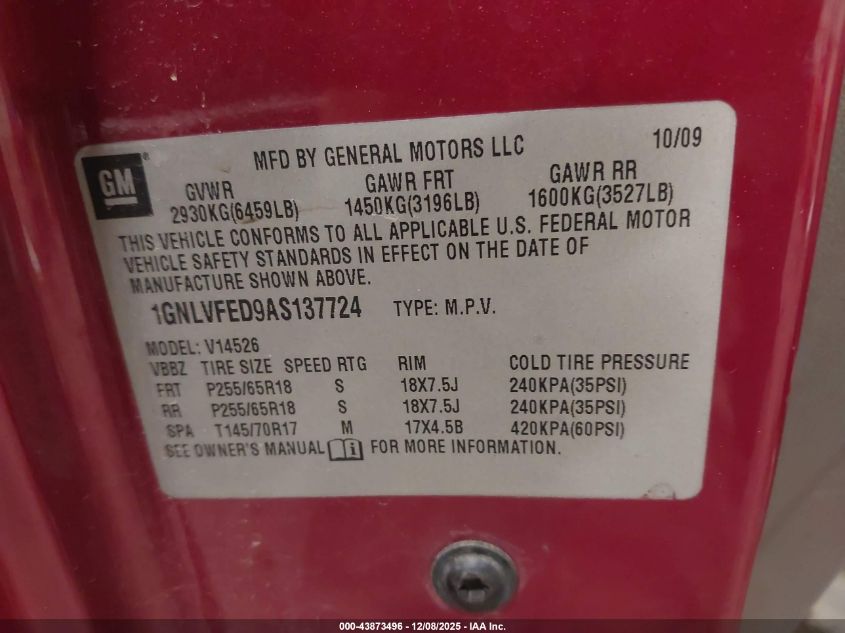 GM
MFD BY GENERAL MOTORS LLC 10/09
GVWR GAWR FRT GAWR RR
2930KG(6459LB) 1450KG(3196LB) 1600KG(3527LB)
THIS VEHICLE CONFORMS TO ALL APPLICABLE U.S. FEDERAL MOTOR
VEHICLE SAFETY STANDARDS IN EFFECT ON THE DATE OF
MANUFACTURE SHOWN ABOVE.
1GNLVFED9AS137724 TYPE: M.P.V.
MODEL: V14526
VBBZ TIRE SIZE SPEED RTG RIM COLD TIRE PRESSURE
FRT P255/65R18 S 18X7.5J 240KPA(35PSI)
RR P255/65R18 S 18X7.5J 240KPA(35PSI)
SPA T145/70R17 M 17X4.5B 420KPA(60PSI)
SEE OWNER'S MANUAL i FOR MORE INFORMATION.
000-43873496 - 12/08/2025 - IAA Inc.